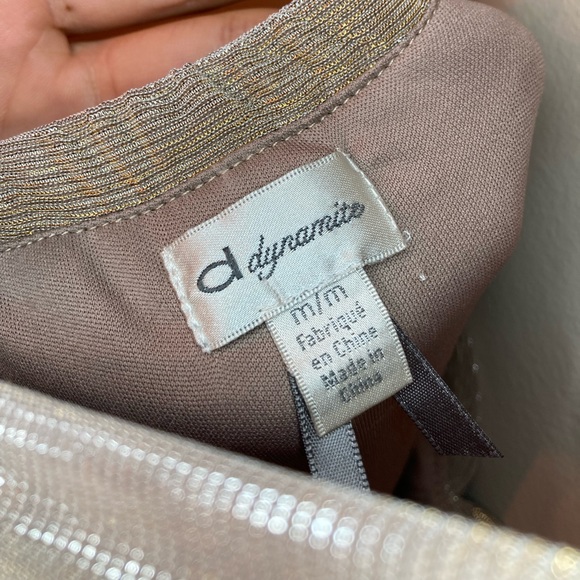 d dynamite
m/m
Fabriqué
en Chine
Made in
China